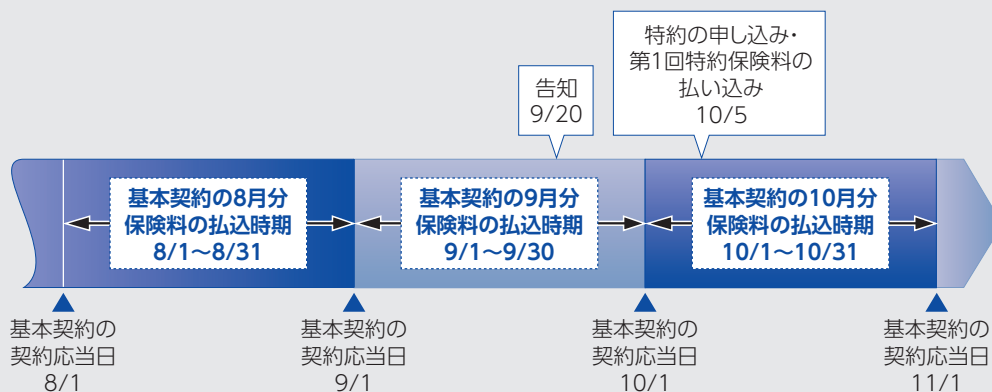 特約の申し込み・
第1回特約保険料の
払い込み
10/5
告知
9/20
基本契約の8月分
保険料の払込時期
8/1～8/31
基本契約の9月分
保険料の払込時期
9/1～9/30
基本契約の10月分
保険料の払込時期
10/1～10/31
基本契約の
契約応当日
8/1
基本契約の
契約応当日
9/1
基本契約の
契約応当日
10/1
基本契約の
契約応当日
11/1